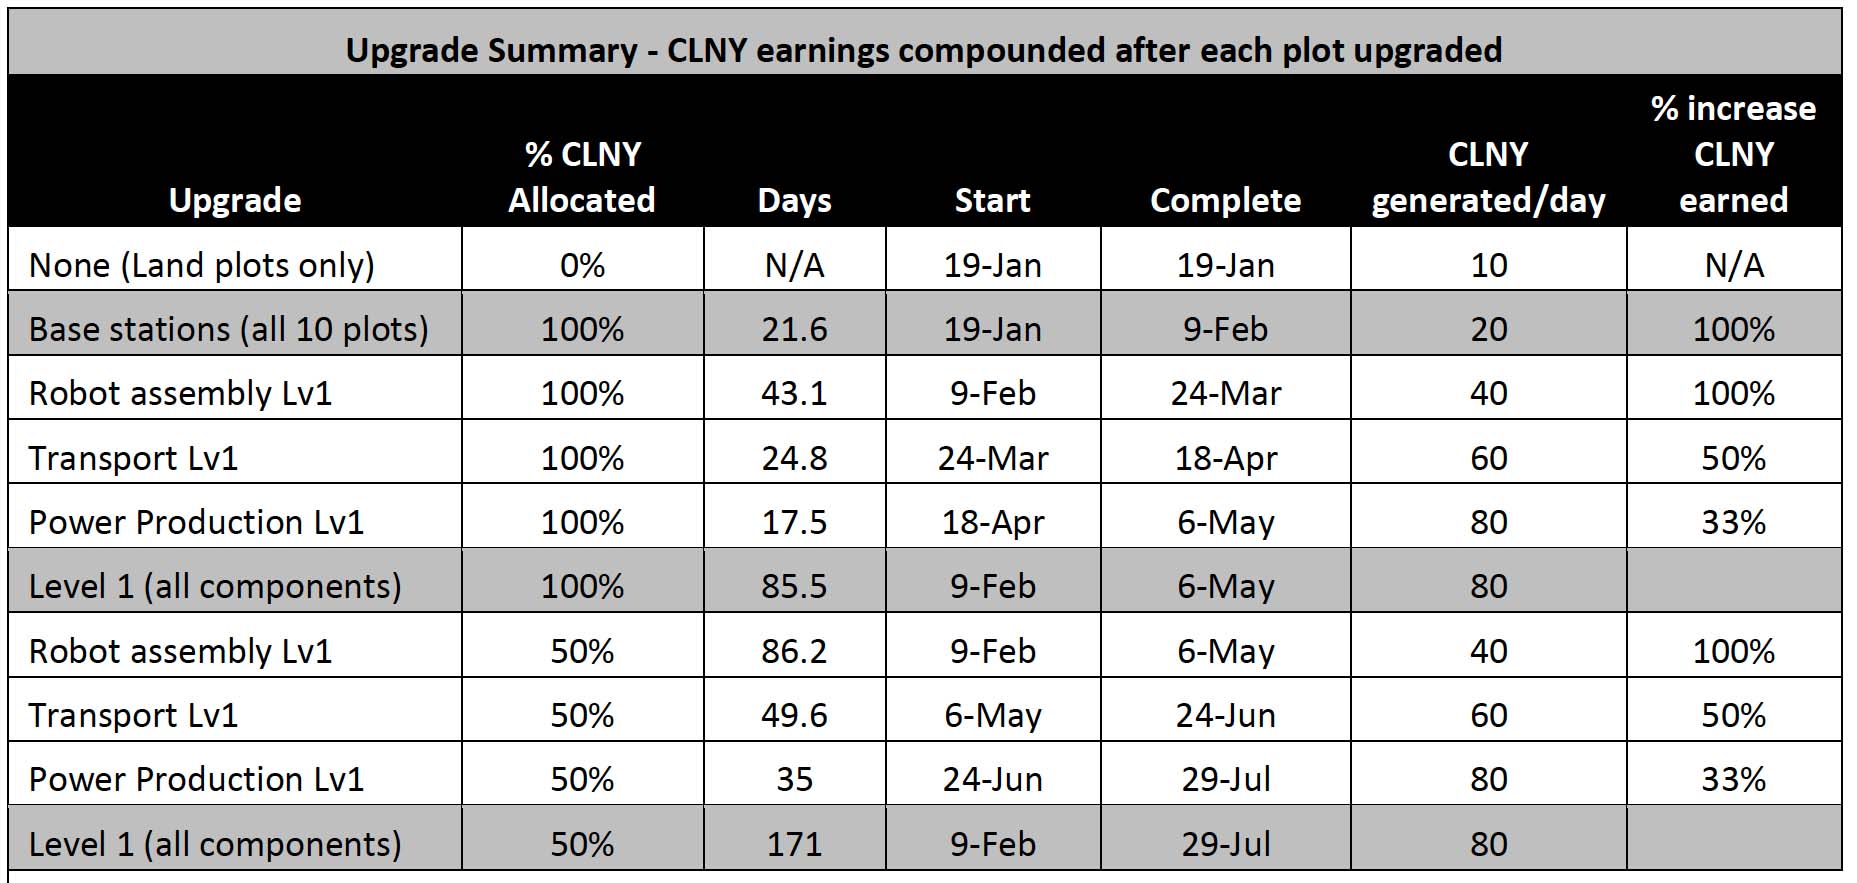 Upgrade Summary - CLNY earnings compounded after each plot upgraded
Upgrade % CLNY Allocated Days Start Complete CLNY generated/day % increase CLNY earned
None (Land plots only) 0% N/A 19-Jan 19-Jan 10 N/A
Base stations (all 10 plots) 100% 21.6 19-Jan 9-Feb 20 100%
Robot assembly Lv1 100% 43.1 9-Feb 24-Mar 40 100%
Transport Lv1 100% 24.8 24-Mar 18-Apr 60 50%
Power Production Lv1 100% 17.5 18-Apr 6-May 80 33%
Level 1 (all components) 100% 85.5 9-Feb 6-May 80
Robot assembly Lv1 50% 86.2 9-Feb 6-May 40 100%
Transport Lv1 50% 49.6 6-May 24-Jun 60 50%
Power Production Lv1 50% 35 24-Jun 29-Jul 80 33%
Level 1 (all components) 50% 171 9-Feb 29-Jul 80